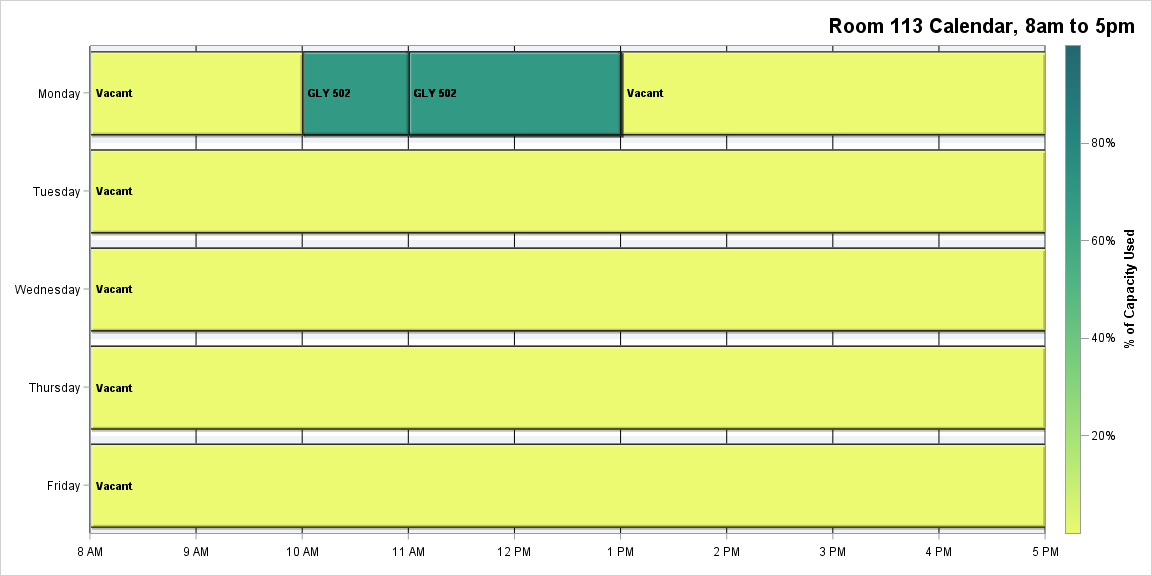 Room 113 Calendar, 8am to 5pm
Monday
Vacant
GLY 502
GLY 502
Vacant
Tuesday
Vacant
Wednesday
Vacant
Thursday
Vacant
Friday
Vacant
8 AM
9 AM
10 AM
11 AM
12 PM
1 PM
2 PM
3 PM
4 PM
5 PM
80%
60%
40%
20%
% of Capacity Used